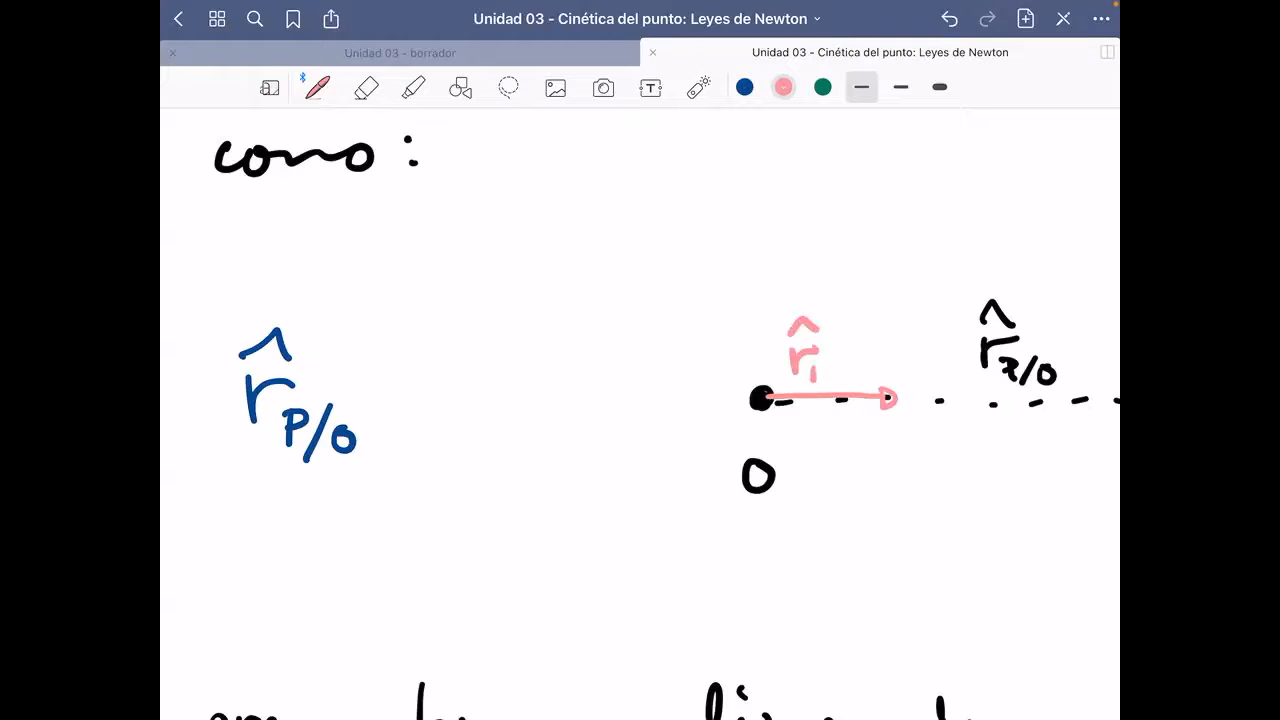 Unidad 03 - Cinética del punto: Leyes de Newton
Unidad 03 - borrador
Unidad 03 - Cinética del punto: Leyes de Newton
T
como :
r̂₁
r̂
P/O
O